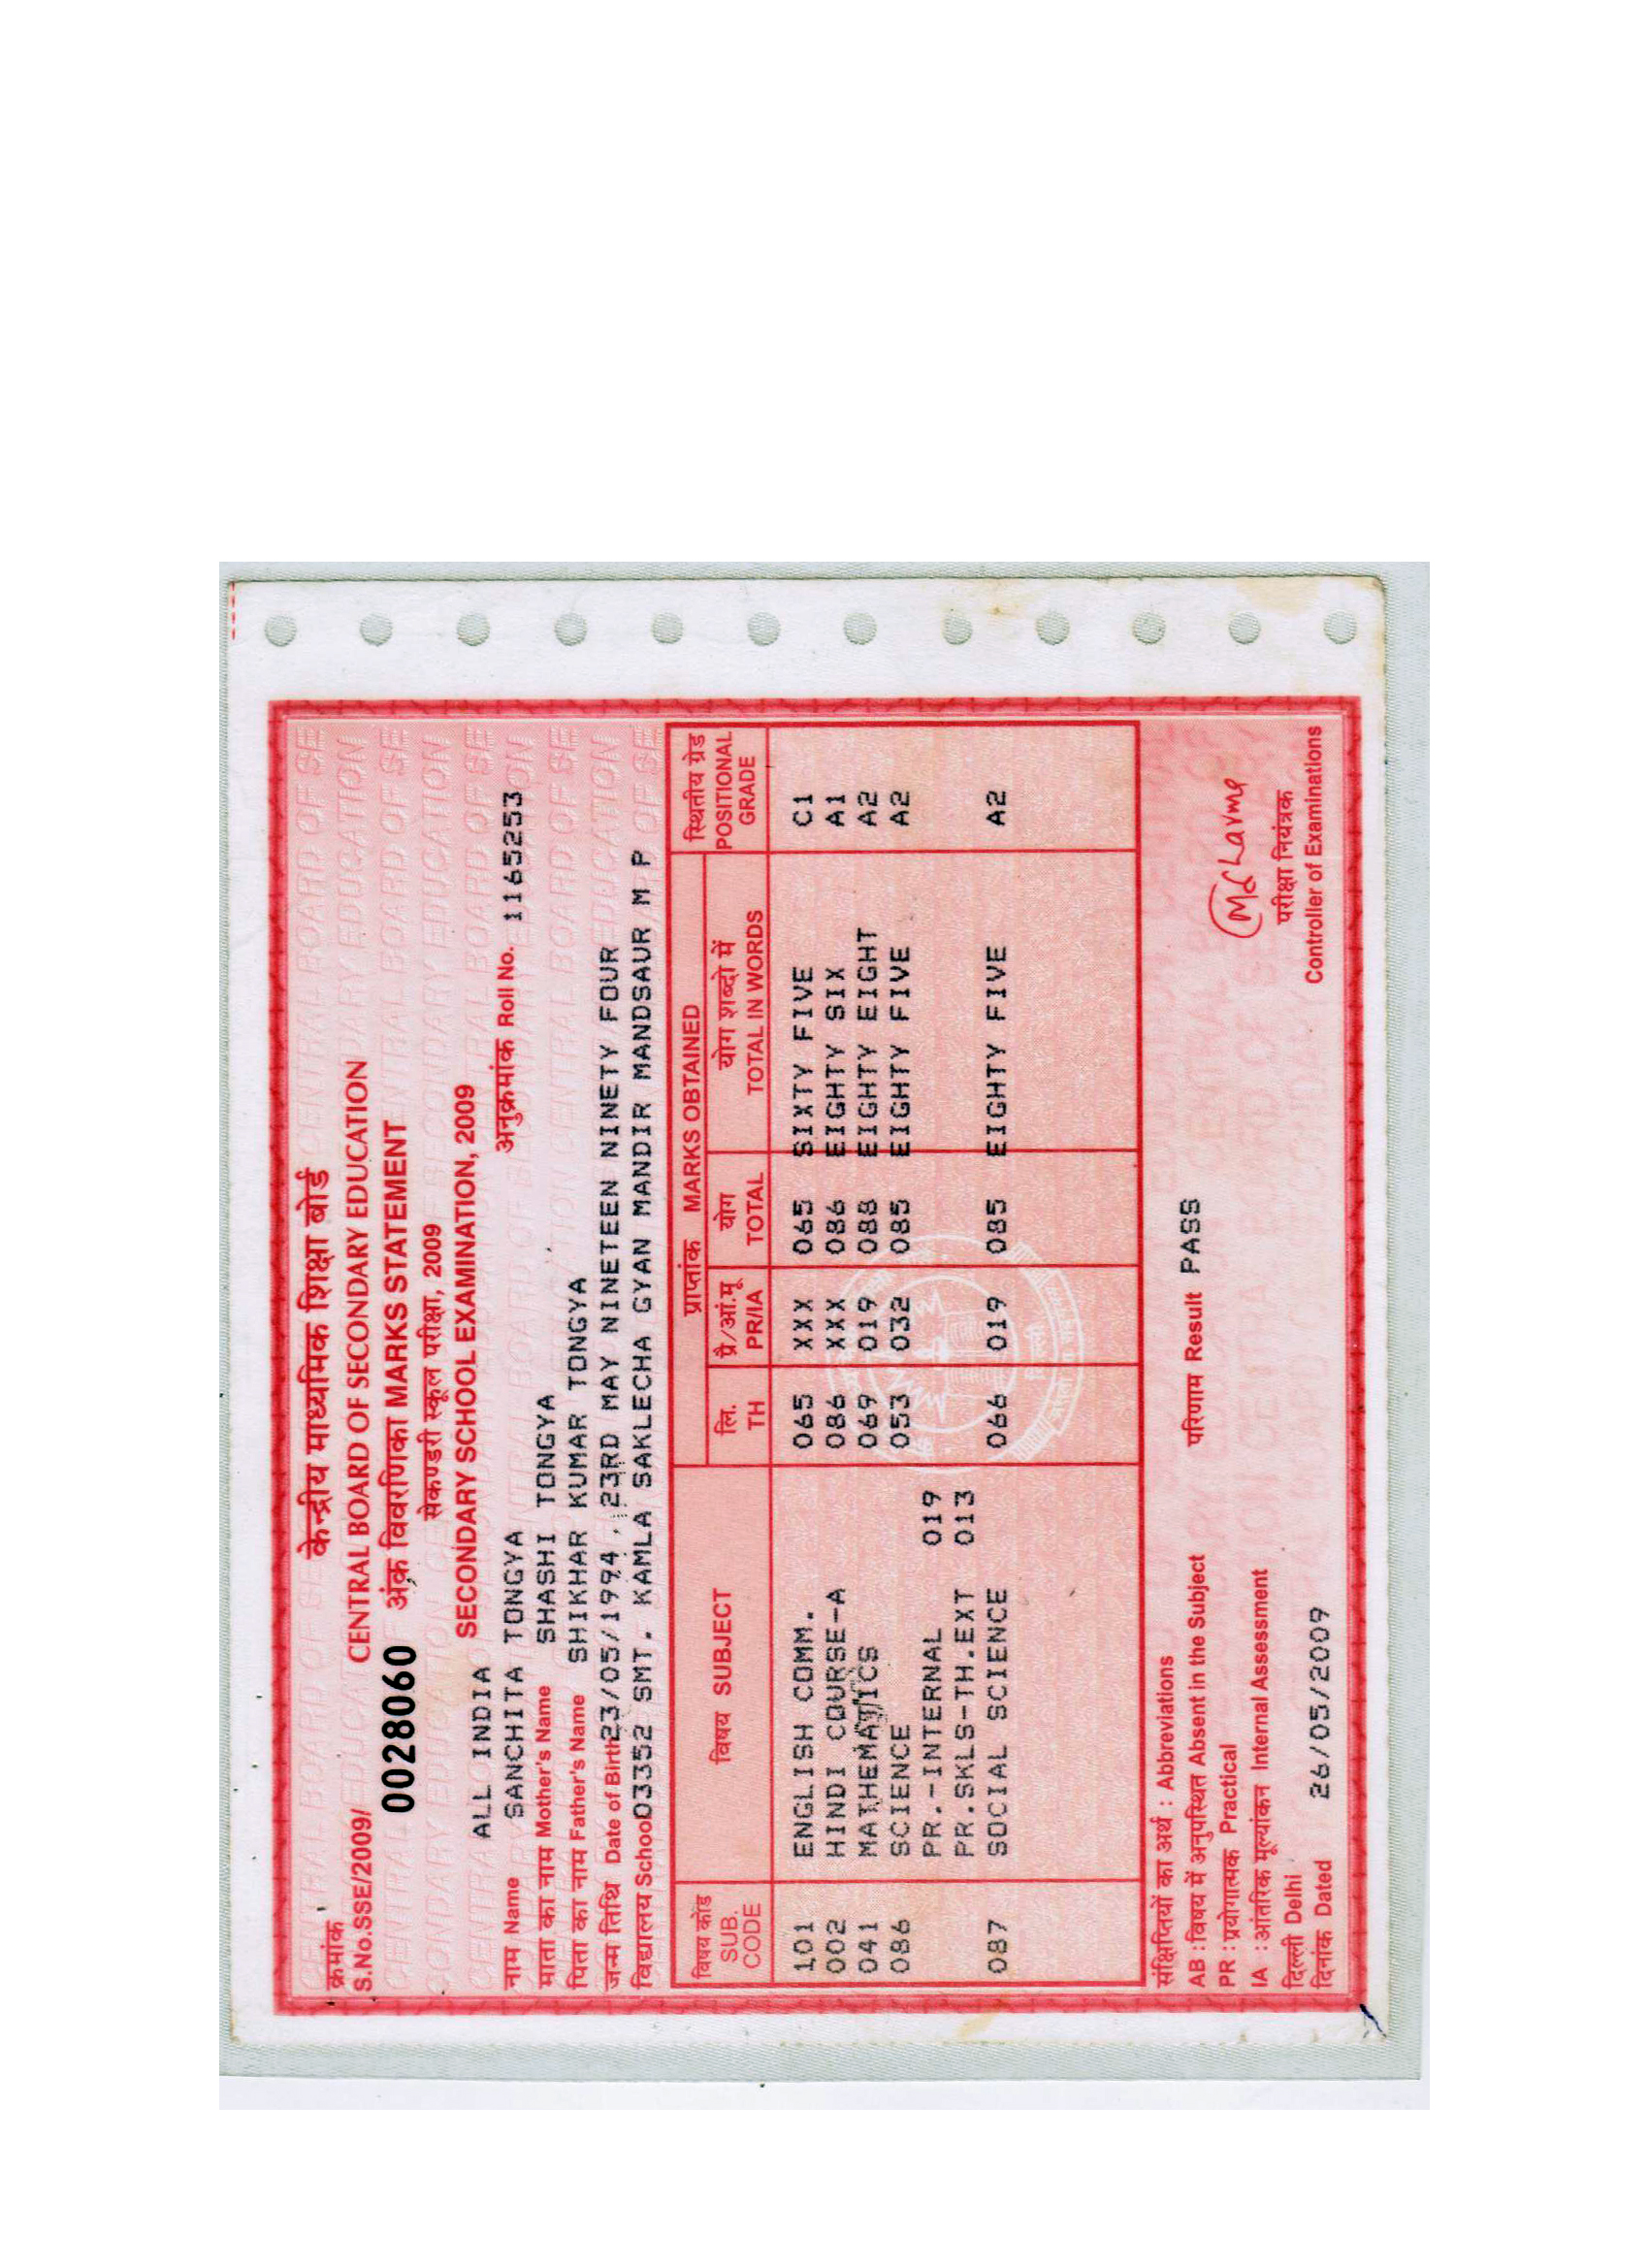 केन्द्रीय माध्यमिक शिक्षा बोर्ड
क्रमांक
S.No.SSE/2009/
CENTRAL BOARD OF SECONDARY EDUCATION
0028060
अंक विवरणिका MARKS STATEMENT
सेकण्डरी स्कूल परीक्षा, 2009
SECONDARY SCHOOL EXAMINATION, 2009
ALL INDIA
नाम Name SANCHITA TONGYA अनुक्रमांक Roll No. 1165253
माता का नाम Mother's Name SHASHI TONGYA
पिता का नाम Father's Name SHIKHAR KUMAR TONGYA
जन्म तिथि Date of Birth 23/05/1994 , 23RD MAY NINETEEN NINETY FOUR
विद्यालय School 03352 SMT. KAMLA SAKLECHA GYAN MANDIR MANDSAUR M P
विषय कोड SUB. CODE विषय SUBJECT प्राप्तांक MARKS OBTAINED स्थितीय ग्रेड POSITIONAL GRADE
लि. TH प्रै/आं.मू PR/IA योग TOTAL योग शब्दो में TOTAL IN WORDS
101 ENGLISH COMM. 065 XXX 065 SIXTY FIVE C1
002 HINDI COURSE-A 086 XXX 086 EIGHTY SIX A1
041 MATHEMATICS 069 019 088 EIGHTY EIGHT A2
086 SCIENCE 053 032 085 EIGHTY FIVE A2
PR.-INTERNAL 019
PR.SKLS-TH.EXT 013
087 SOCIAL SCIENCE 066 019 085 EIGHTY FIVE A2
दिल्ली
संक्षिप्तियों का अर्थ : Abbreviations
AB : विषय में अनुपस्थित Absent in the Subject परिणाम Result PASS
PR : प्रयोगात्मक Practical
IA : आंतरिक मूल्यांकन Internal Assessment
दिल्ली Delhi
परीक्षा नियंत्रक
Controller of Examinations
दिनांक Dated 26/05/2009